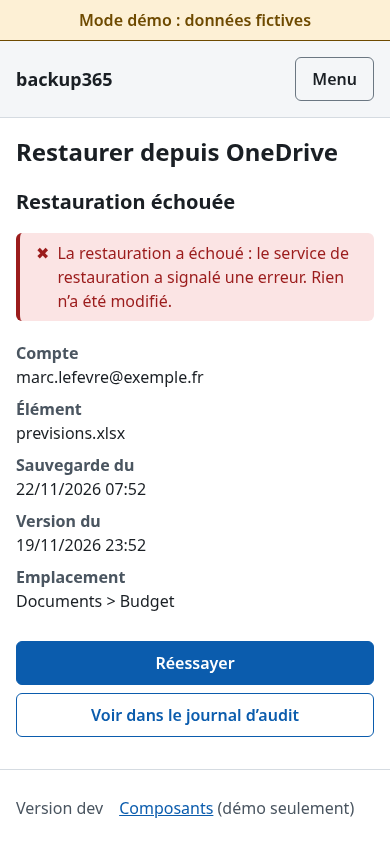 Mode démo : données fictives
backup365
Menu
Restaurer depuis OneDrive
Restauration échouée
✖ La restauration a échoué : le service de
restauration a signalé une erreur. Rien
n’a été modifié.
Compte
marc.lefevre@exemple.fr
Élément
previsions.xlsx
Sauvegarde du
22/11/2026 07:52
Version du
19/11/2026 23:52
Emplacement
Documents > Budget
Réessayer
Voir dans le journal d’audit
Version dev Composants (démo seulement)